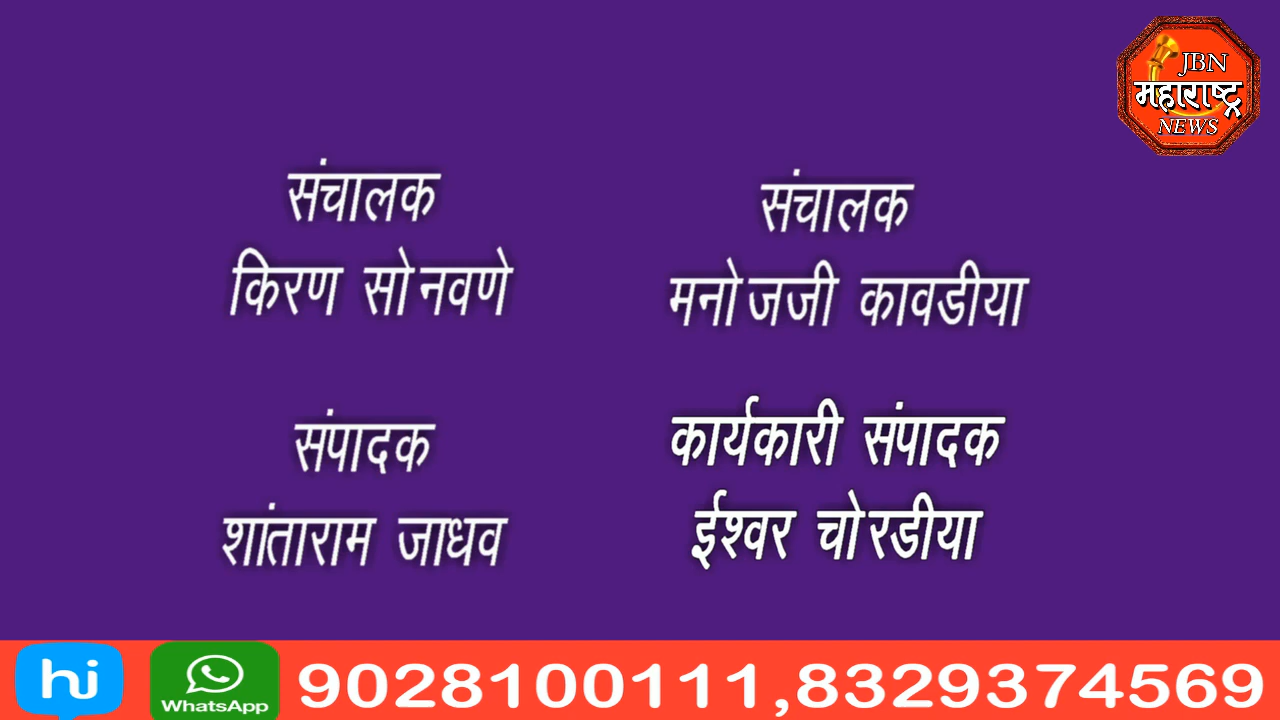 JBN
महाराष्ट्र
NEWS
संचालक
किरण सोनवणे
संचालक
मनोजजी कावडीया
संपादक
शांताराम जाधव
कार्यकारी संपादक
ईश्वर चोरडीया
hi
WhatsApp
9028100111,8329374569